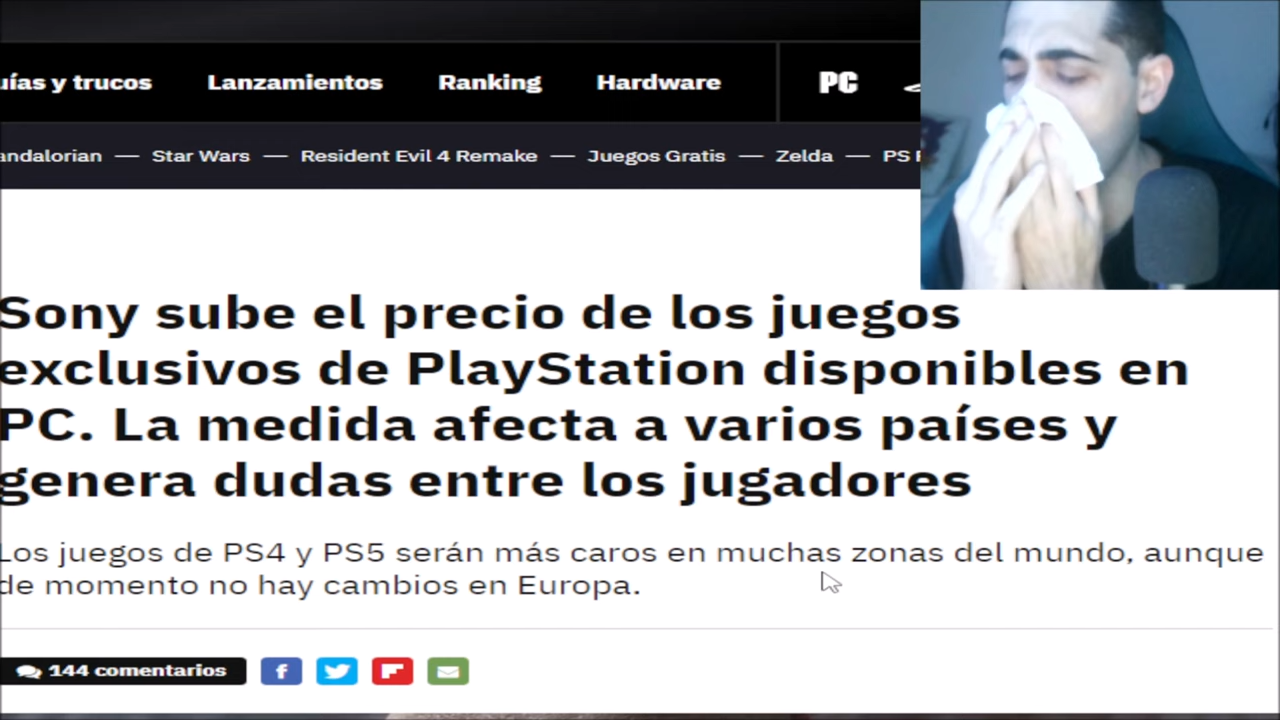 uías y trucos Lanzamientos Ranking Hardware PC
andalorian — Star Wars — Resident Evil 4 Remake — Juegos Gratis — Zelda — PS
Sony sube el precio de los juegos
exclusivos de PlayStation disponibles en
PC. La medida afecta a varios países y
genera dudas entre los jugadores
Los juegos de PS4 y PS5 serán más caros en muchas zonas del mundo, aunque
de momento no hay cambios en Europa.
144 comentarios